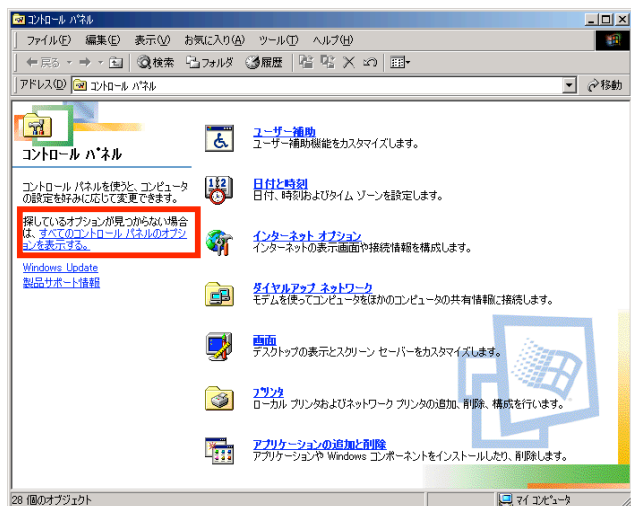 コントロール パネル
ファイル(F) 編集(E) 表示(V) お気に入り(A) ツール(T) ヘルプ(H)
戻る 検索 フォルダ 履歴
アドレス(D) コントロール パネル 移動
コントロール パネル
コントロール パネルを使うと、コンピュータ
の設定を好みに応じて変更できます。
探しているオプションが見つからない場合
は、すべてのコントロール パネルのオプシ
ョンを表示する。
Windows Update
製品サポート情報
ユーザー補助
ユーザー補助機能をカスタマイズします。
日付と時刻
日付、時刻およびタイム ゾーンを設定します。
インターネット オプション
インターネットの表示画面や接続情報を構成します。
ダイヤルアップ ネットワーク
モデムを使ってコンピュータをほかのコンピュータの共有情報に接続します。
画面
デスクトップの表示とスクリーン セーバーをカスタマイズします。
プリンタ
ローカル プリンタおよびネットワーク プリンタの追加、削除、構成を行います。
アプリケーションの追加と削除
アプリケーションや Windows コンポーネントをインストールしたり、削除します。
28 個のオブジェクト マイ コンピュータ